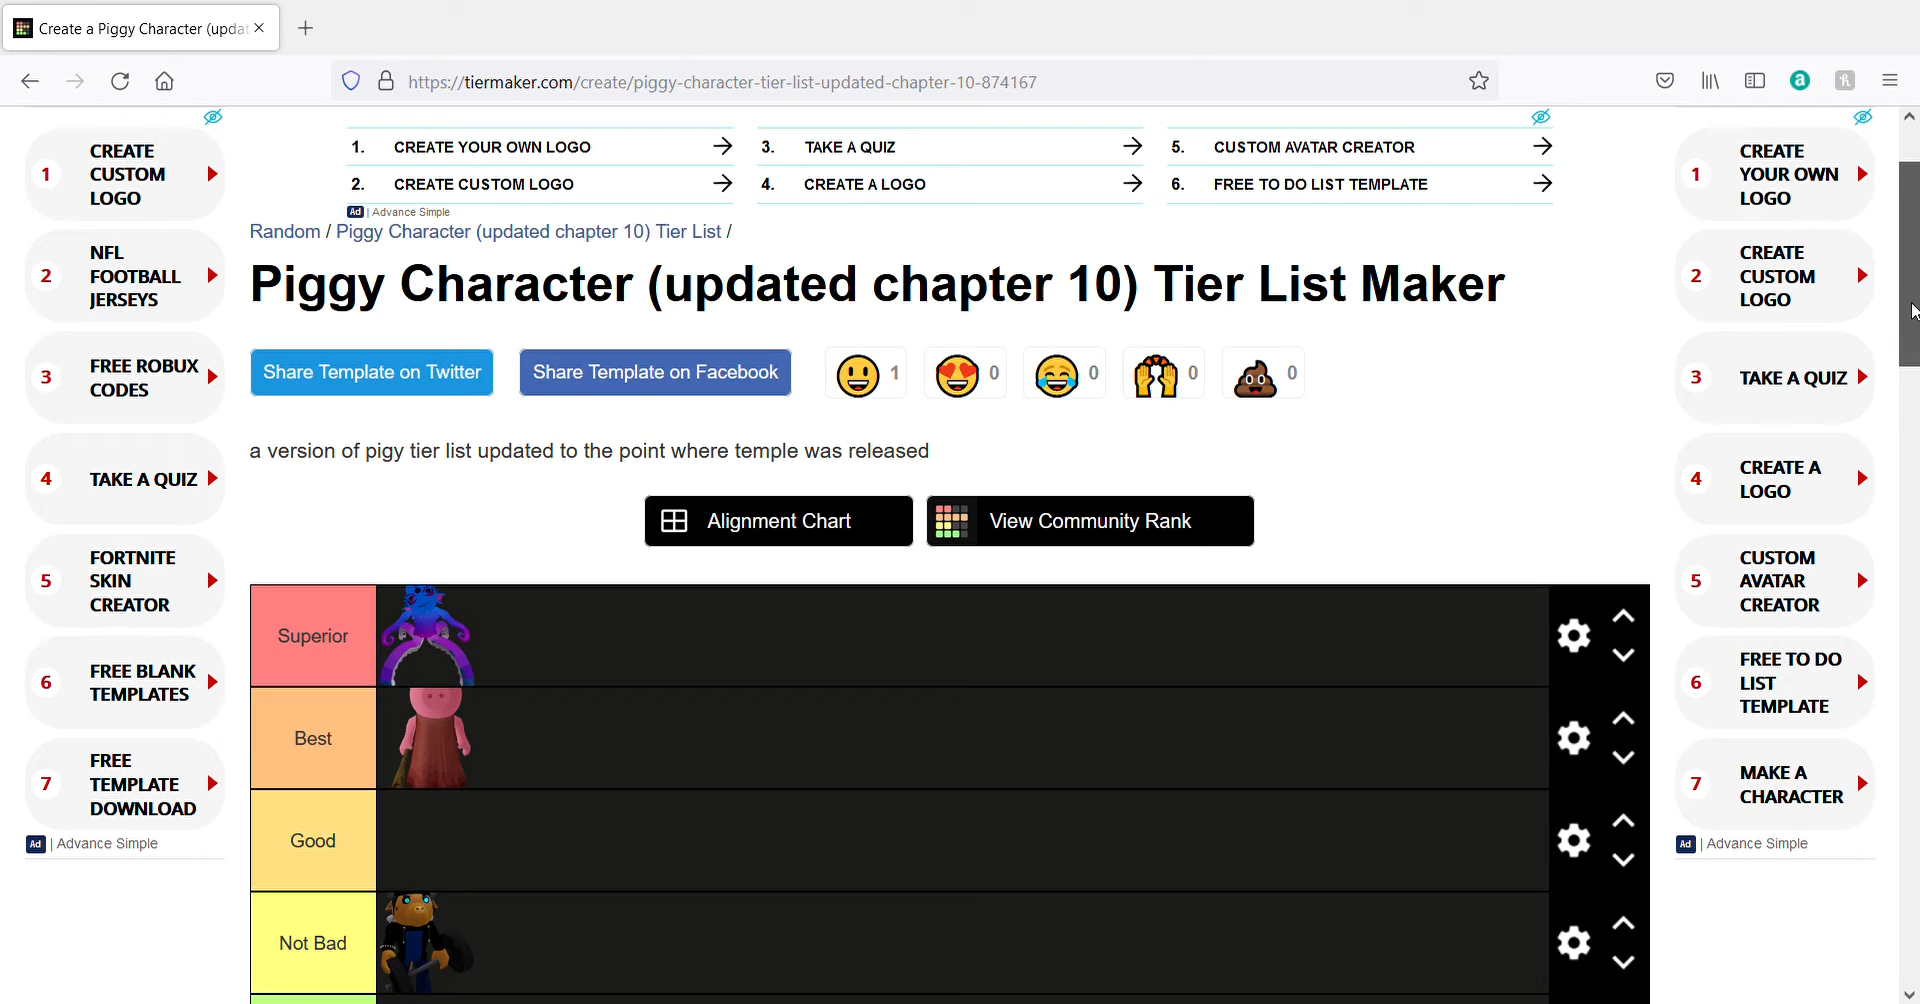 Create a Piggy Character (updat
https://tiermaker.com/create/piggy-character-tier-list-updated-chapter-10-874167
1. CREATE YOUR OWN LOGO
2. CREATE CUSTOM LOGO
3. TAKE A QUIZ
4. CREATE A LOGO
5. CUSTOM AVATAR CREATOR
6. FREE TO DO LIST TEMPLATE
Ad | Advance Simple
1 CREATE
CUSTOM
LOGO
2 NFL
FOOTBALL
JERSEYS
3 FREE ROBUX
CODES
4 TAKE A QUIZ
5 FORTNITE
SKIN
CREATOR
6 FREE BLANK
TEMPLATES
7 FREE
TEMPLATE
DOWNLOAD
Ad | Advance Simple
Random / Piggy Character (updated chapter 10) Tier List /
Piggy Character (updated chapter 10) Tier List Maker
Share Template on Twitter
Share Template on Facebook
1
0
0
0
0
a version of pigy tier list updated to the point where temple was released
Alignment Chart
View Community Rank
Superior
Best
Good
Not Bad
1 CREATE
YOUR OWN
LOGO
2 CREATE
CUSTOM
LOGO
3 TAKE A QUIZ
4 CREATE A
LOGO
5 CUSTOM
AVATAR
CREATOR
6 FREE TO DO
LIST
TEMPLATE
7 MAKE A
CHARACTER
Ad | Advance Simple